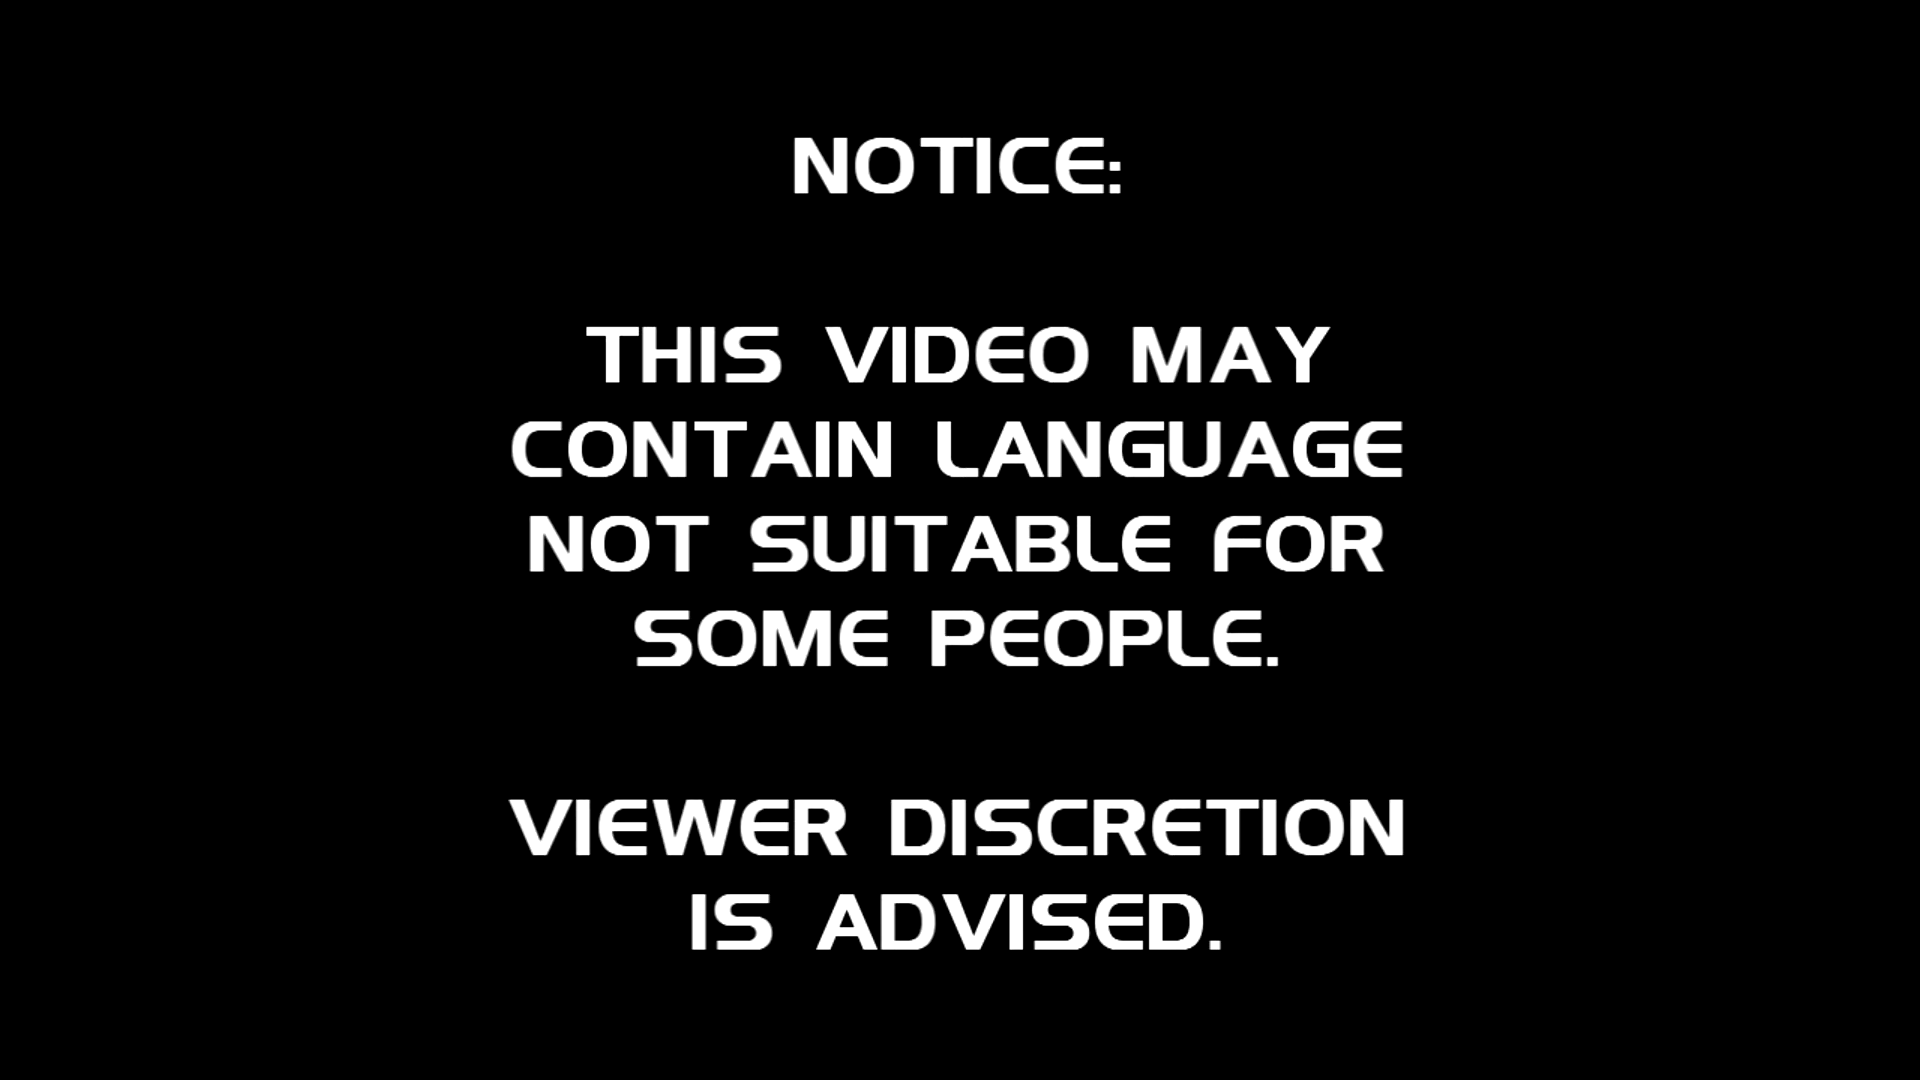 NOTICE:
THIS VIDEO MAY
CONTAIN LANGUAGE
NOT SUITABLE FOR
SOME PEOPLE.
VIEWER DISCRETION
IS ADVISED.